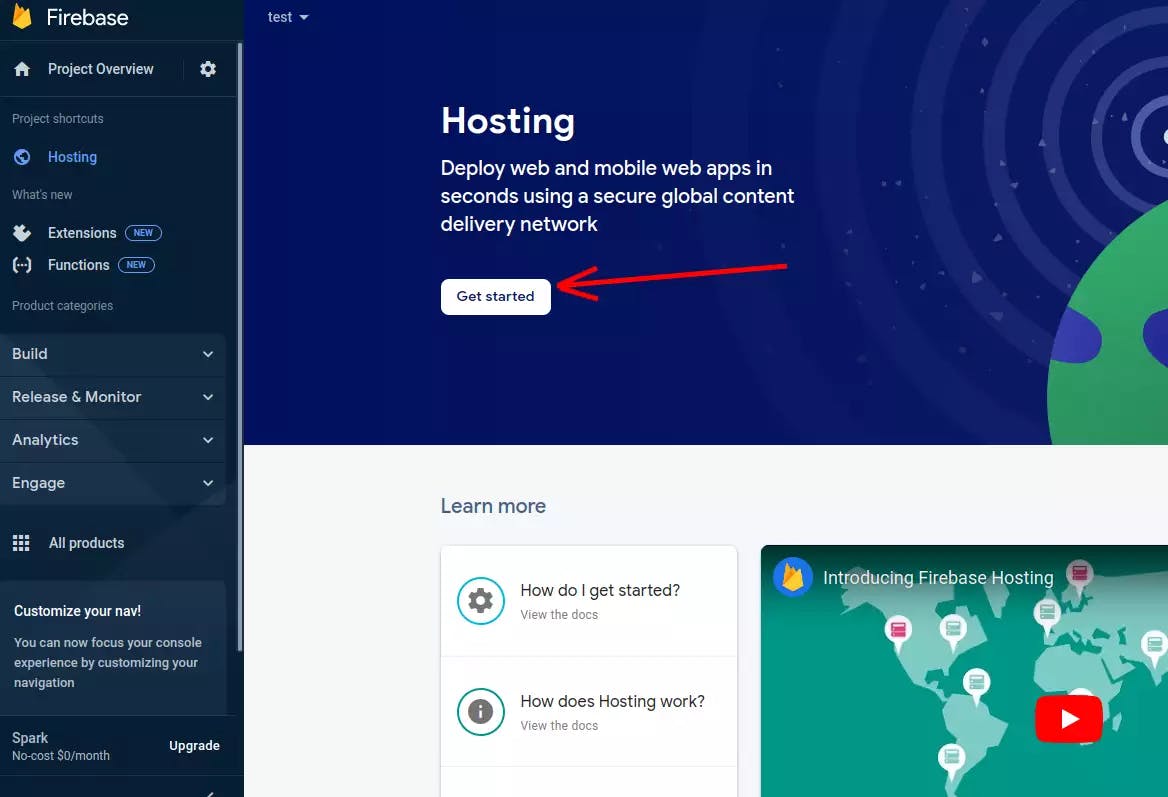 Firebase
Project Overview
Project shortcuts
Hosting
What's new
Extensions NEW
Functions NEW
Product categories
Build
Release & Monitor
Analytics
Engage
All products
Customize your nav!
You can now focus your console
experience by customizing your
navigation
Spark
No-cost $0/month
Upgrade
test
Hosting
Deploy web and mobile web apps in
seconds using a secure global content
delivery network
Get started
Learn more
How do I get started?
View the docs
How does Hosting work?
View the docs
Introducing Firebase Hosting